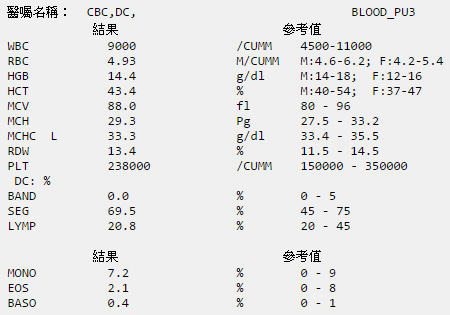 醫囑名稱： CBC,DC, BLOOD_PU3
結果 參考值
WBC 9000 /CUMM 4500-11000
RBC 4.93 M/CUMM M:4.6-6.2; F:4.2-5.4
HGB 14.4 g/dl M:14-18; F:12-16
HCT 43.4 % M:40-54; F:37-47
MCV 88.0 fl 80 - 96
MCH 29.3 Pg 27.5 - 33.2
MCHC L 33.3 g/dl 33.4 - 35.5
RDW 13.4 % 11.5 - 14.5
PLT 238000 /CUMM 150000 - 350000
DC: %
BAND 0.0 % 0 - 5
SEG 69.5 % 45 - 75
LYMP 20.8 % 20 - 45
結果 參考值
MONO 7.2 % 0 - 9
EOS 2.1 % 0 - 8
BASO 0.4 % 0 - 1